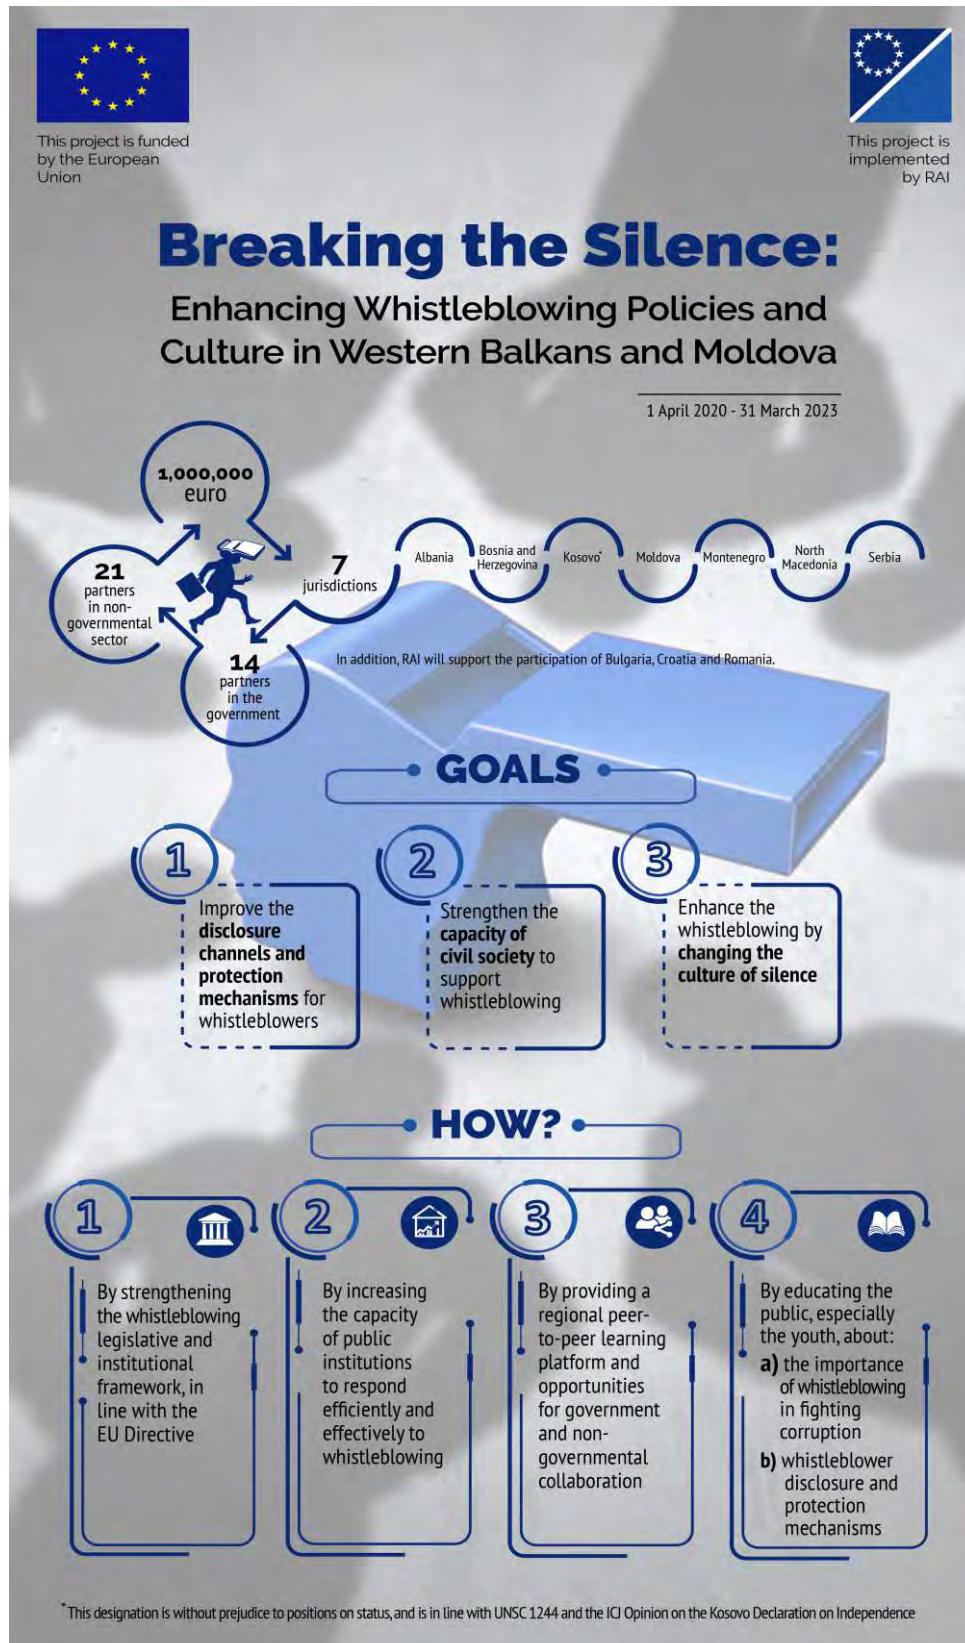 This project is funded
by the European
Union
This project is
implemented
by RAI
Breaking the Silence:
Enhancing Whistleblowing Policies and
Culture in Western Balkans and Moldova
1 April 2020 - 31 March 2023
1,000,000
euro
7
jurisdictions
14
partners
in the
government
21
partners
in non-
governmental
sector
Albania
Bosnia and
Herzegovina
Kosovo*
Moldova
Montenegro
North
Macedonia
Serbia
In addition, RAI will support the participation of Bulgaria, Croatia and Romania.
GOALS
1
Improve the
disclosure
channels and
protection
mechanisms for
whistleblowers
2
Strengthen the
capacity of
civil society to
support
whistleblowing
3
Enhance the
whistleblowing by
changing the
culture of silence
HOW?
1
By strengthening
the whistleblowing
legislative and
institutional
framework, in
line with the
EU Directive
2
By increasing
the capacity
of public
institutions
to respond
efficiently and
effectively to
whistleblowing
3
By providing a
regional peer-
to-peer learning
platform and
opportunities
for government
and non-
governmental
collaboration
4
By educating the
public, especially
the youth, about:
a) the importance
of whistleblowing
in fighting
corruption
b) whistleblower
disclosure and
protection
mechanisms
*This designation is without prejudice to positions on status, and is in line with UNSC 1244 and the ICJ Opinion on the Kosovo Declaration on Independence